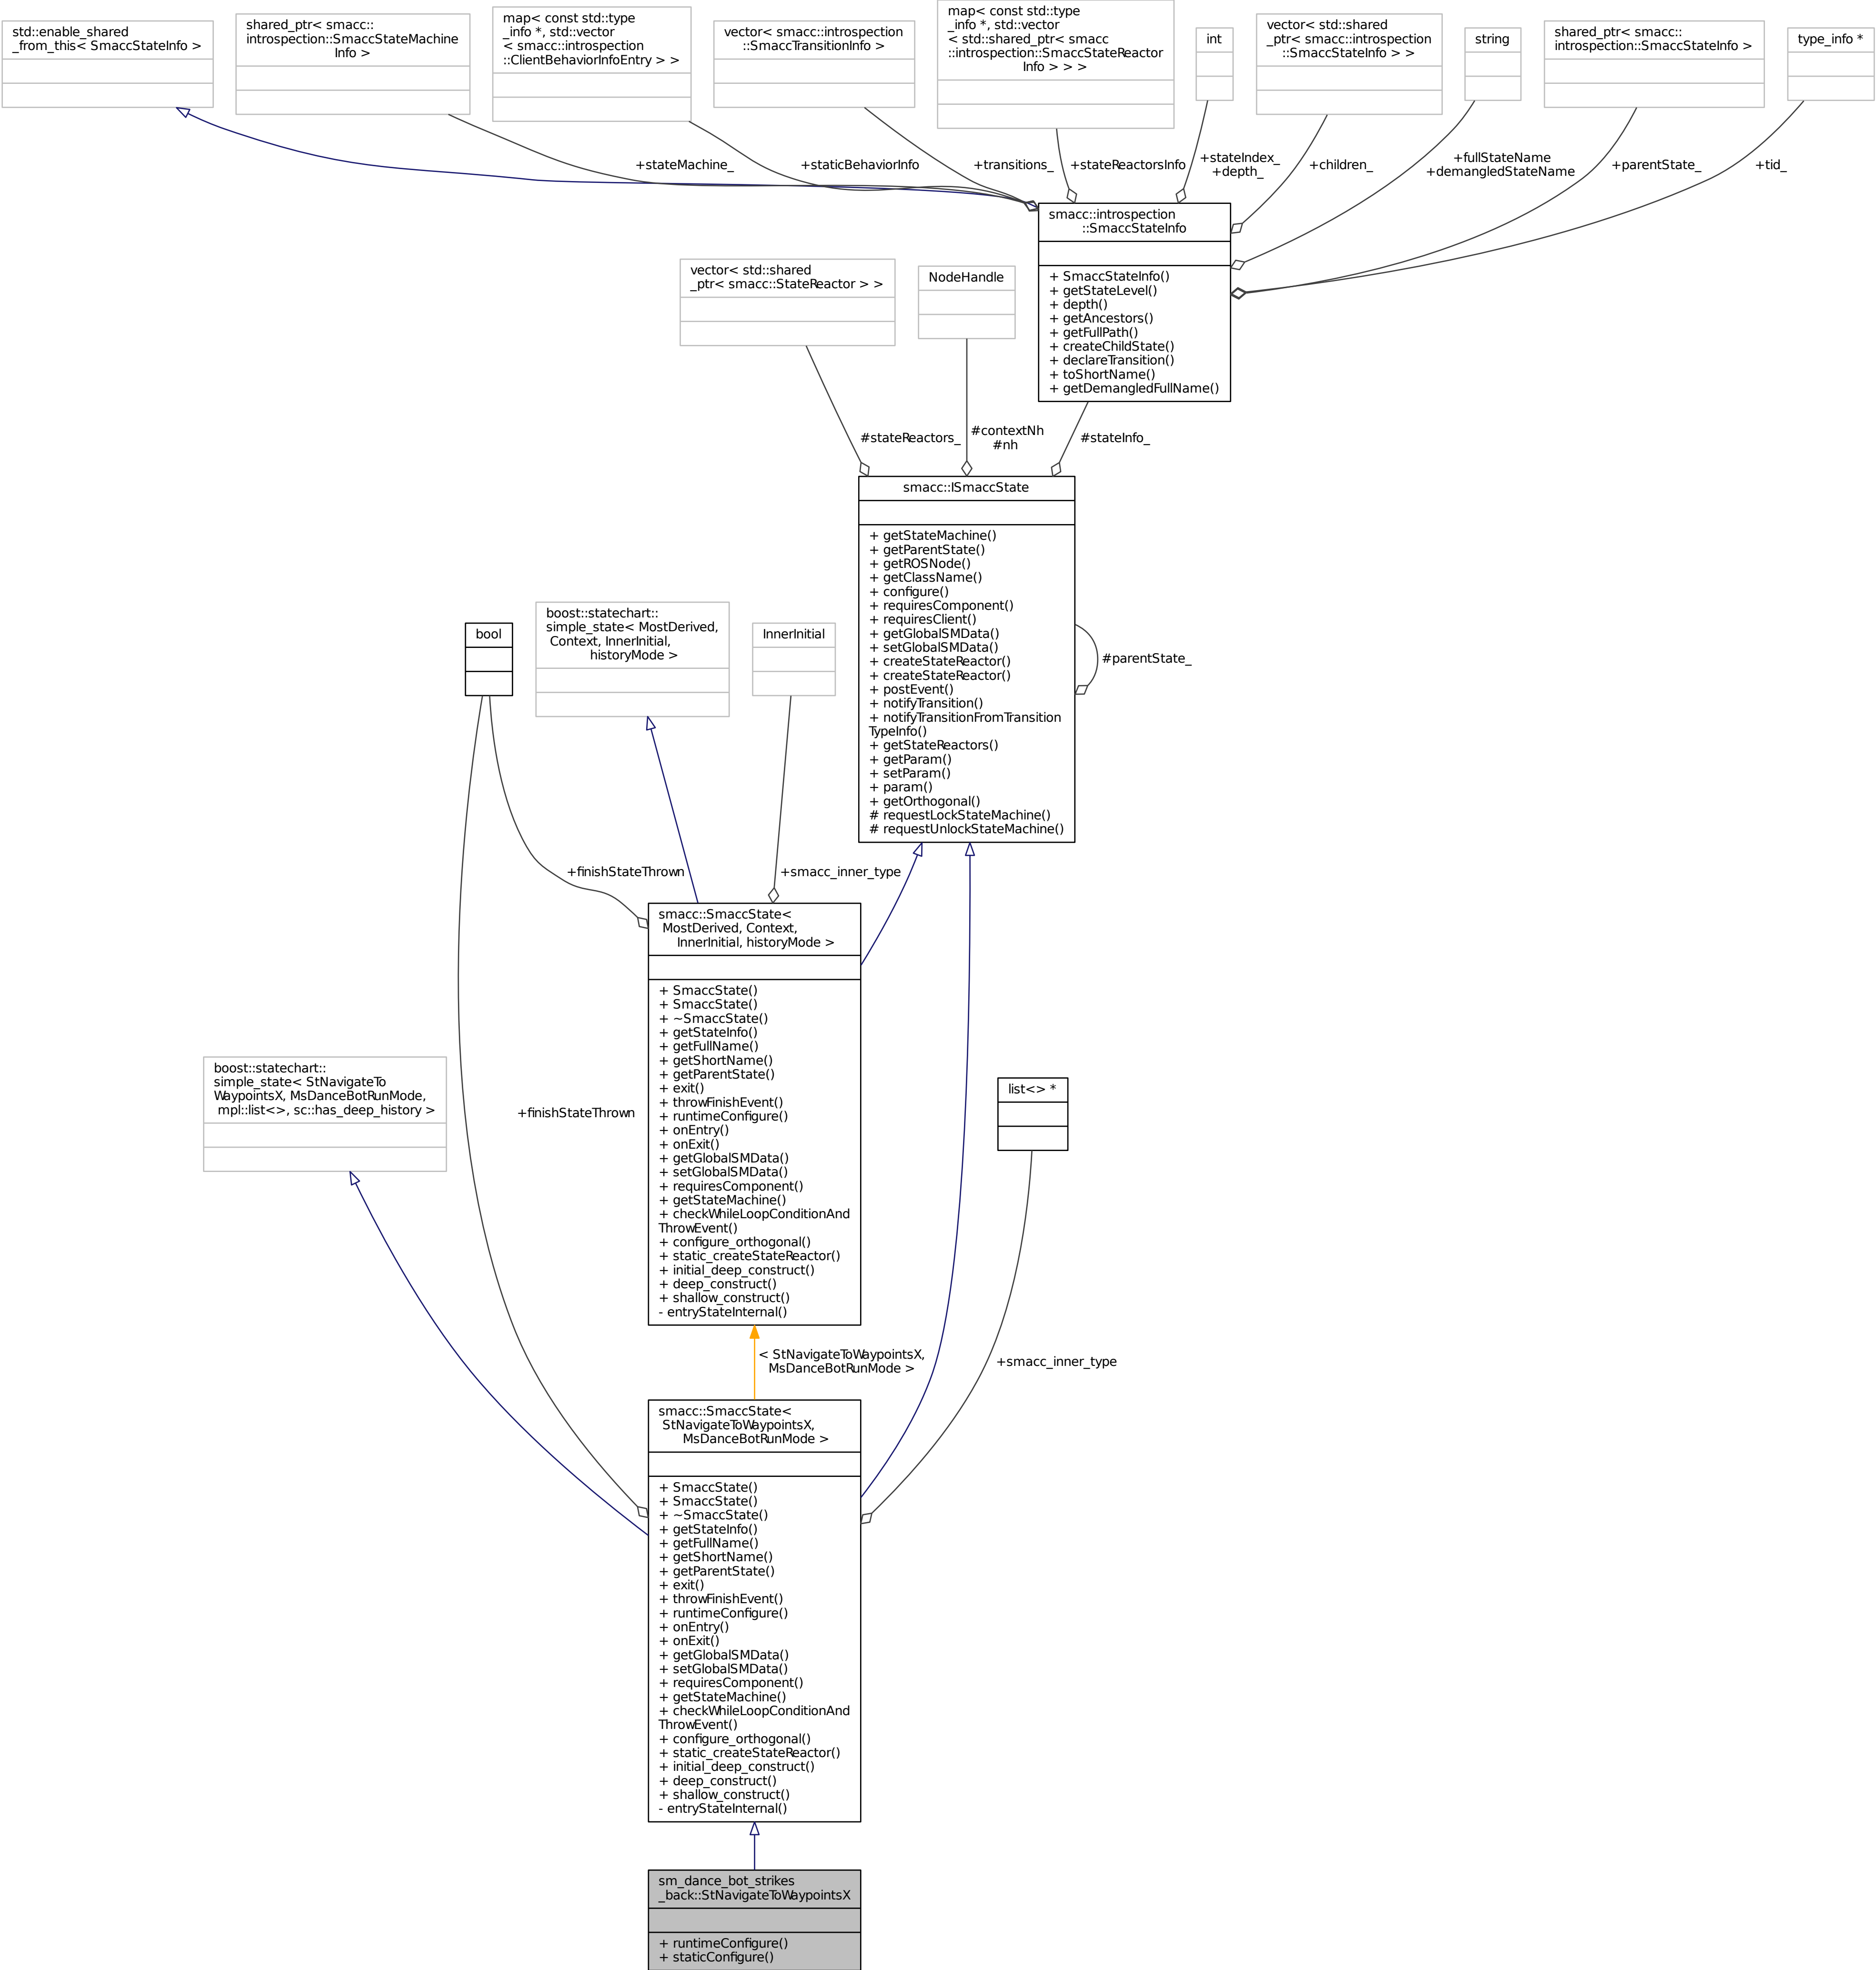 std::enable_shared
_from_this< SmaccStateInfo >
shared_ptr< smacc::
introspection::SmaccStateMachine
Info >
map< const std::type
_info *, std::vector
< smacc::introspection
::ClientBehaviorInfoEntry > >
vector< smacc::introspection
::SmaccTransitionInfo >
map< const std::type
_info *, std::vector
< std::shared_ptr< smacc
::introspection::SmaccStateReactor
Info > > >
int
vector< std::shared
_ptr< smacc::introspection
::SmaccStateInfo > >
string
shared_ptr< smacc::
introspection::SmaccStateInfo >
type_info *
+stateMachine_
+staticBehaviorInfo
+transitions_
+stateReactorsInfo
+stateIndex_
+depth_
+children_
+fullStateName
+demangledStateName
+parentState_
+tid_
smacc::introspection
::SmaccStateInfo
+ SmaccStateInfo()
+ getStateLevel()
+ depth()
+ getAncestors()
+ getFullPath()
+ createChildState()
+ declareTransition()
+ toShortName()
+ getDemangledFullName()
vector< std::shared
_ptr< smacc::StateReactor > >
NodeHandle
#stateReactors_
#contextNh
#nh
#stateInfo_
smacc::ISmaccState
+ getStateMachine()
+ getParentState()
+ getROSNode()
+ getClassName()
+ configure()
+ requiresComponent()
+ requiresClient()
+ getGlobalSMData()
+ setGlobalSMData()
+ createStateReactor()
+ createStateReactor()
+ postEvent()
+ notifyTransition()
+ notifyTransitionFromTransition
TypeInfo()
+ getStateReactors()
+ getParam()
+ setParam()
+ param()
+ getOrthogonal()
# requestLockStateMachine()
# requestUnlockStateMachine()
#parentState_
bool
boost::statechart::
simple_state< MostDerived,
Context, InnerInitial,
historyMode >
InnerInitial
+finishStateThrown
+smacc_inner_type
smacc::SmaccState<
MostDerived, Context,
InnerInitial, historyMode >
+ SmaccState()
+ SmaccState()
+ ~SmaccState()
+ getStateInfo()
+ getFullName()
+ getShortName()
+ getParentState()
+ exit()
+ throwFinishEvent()
+ runtimeConfigure()
+ onEntry()
+ onExit()
+ getGlobalSMData()
+ setGlobalSMData()
+ requiresComponent()
+ getStateMachine()
+ checkWhileLoopConditionAnd
ThrowEvent()
+ configure_orthogonal()
+ static_createStateReactor()
+ initial_deep_construct()
+ deep_construct()
+ shallow_construct()
- entryStateInternal()
boost::statechart::
simple_state< StNavigateTo
WaypointsX, MsDanceBotRunMode,
mpl::list<>, sc::has_deep_history >
+finishStateThrown
list<> *
< StNavigateToWaypointsX,
MsDanceBotRunMode >
+smacc_inner_type
smacc::SmaccState<
StNavigateToWaypointsX,
MsDanceBotRunMode >
+ SmaccState()
+ SmaccState()
+ ~SmaccState()
+ getStateInfo()
+ getFullName()
+ getShortName()
+ getParentState()
+ exit()
+ throwFinishEvent()
+ runtimeConfigure()
+ onEntry()
+ onExit()
+ getGlobalSMData()
+ setGlobalSMData()
+ requiresComponent()
+ getStateMachine()
+ checkWhileLoopConditionAnd
ThrowEvent()
+ configure_orthogonal()
+ static_createStateReactor()
+ initial_deep_construct()
+ deep_construct()
+ shallow_construct()
- entryStateInternal()
sm_dance_bot_strikes
_back::StNavigateToWaypointsX
+ runtimeConfigure()
+ staticConfigure()